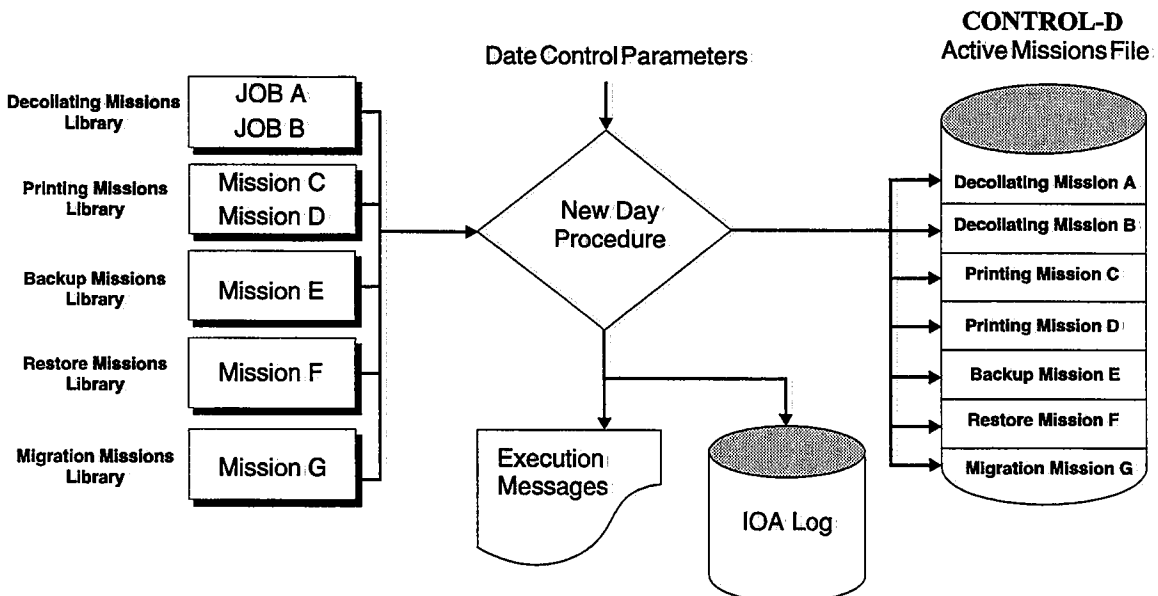 CONTROL-D
Active Missions File
Date Control Parameters
Decollating Missions
Library
JOB A
JOB B
Printing Missions
Library
Mission C
Mission D
Backup Missions
Library
Mission E
Restore Missions
Library
Mission F
Migration Missions
Library
Mission G
New Day
Procedure
Execution
Messages
IOA Log
Decollating Mission A
Decollating Mission B
Printing Mission C
Printing Mission D
Backup Mission E
Restore Mission F
Migration Mission G